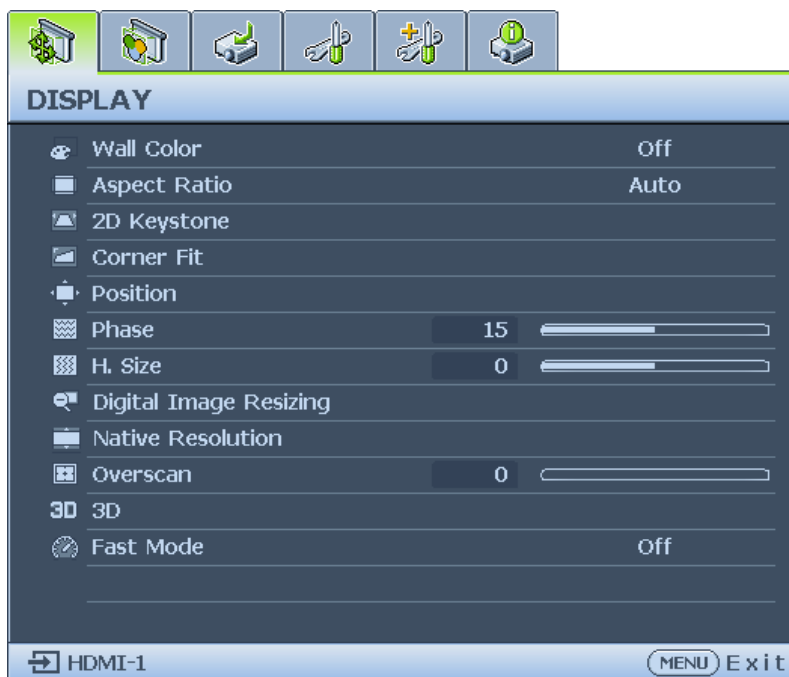 DISPLAY
Wall Color Off
Aspect Ratio Auto
2D Keystone
Corner Fit
Position
Phase 15
H. Size 0
Digital Image Resizing
Native Resolution
Overscan 0
3D 3D
Fast Mode Off
HDMI-1 MENU Exit